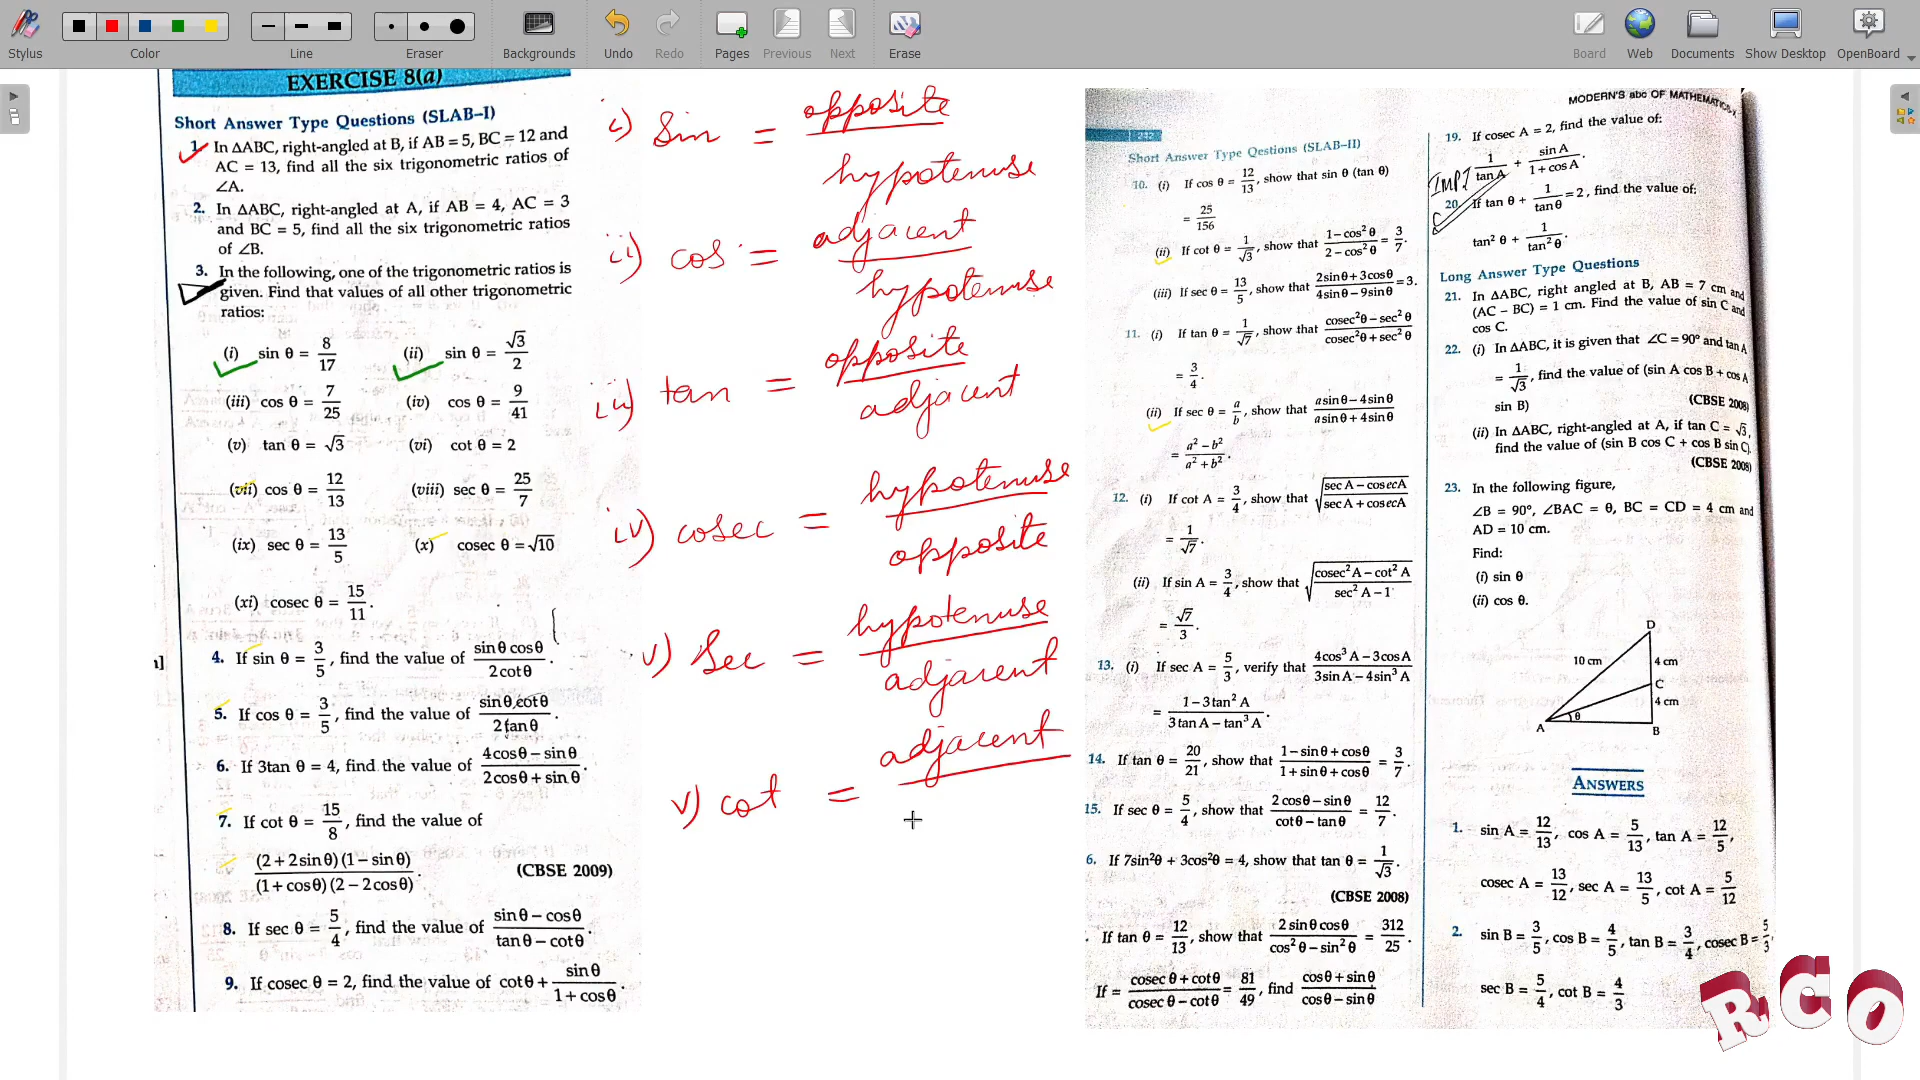 Stylus
Color
Line
Eraser
Backgrounds
Undo
Redo
Pages
Previous
Next
Erase
Board
Web
Documents
Show Desktop
OpenBoard
EXERCISE 8(a)
Short Answer Type Questions (SLAB-I)
1. In ΔABC, right-angled at B, if AB = 5, BC = 12 and
AC = 13, find all the six trigonometric ratios of
∠A.
2. In ΔABC, right-angled at A, if AB = 4, AC = 3
and BC = 5, find all the six trigonometric ratios
of ∠B.
3. In the following, one of the trigonometric ratios is
given. Find that values of all other trigonometric
ratios:
(i) sin θ = 8/17 (ii) sin θ = √3/2
(iii) cos θ = 7/25 (iv) cos θ = 9/41
(v) tan θ = √3 (vi) cot θ = 2
(vii) cos θ = 12/13 (viii) sec θ = 25/7
(ix) sec θ = 13/5 (x) cosec θ = √10
(xi) cosec θ = 15/11.
4. If sin θ = 3/5, find the value of sinθ cosθ / 2cotθ.
5. If cos θ = 3/5, find the value of sinθ.cotθ / 2tanθ.
6. If 3tan θ = 4, find the value of 4cosθ – sinθ / 2cosθ + sinθ.
7. If cot θ = 15/8, find the value of
(2 + 2sinθ)(1 – sinθ) / (1 + cosθ)(2 – 2cosθ). (CBSE 2009)
8. If sec θ = 5/4, find the value of sinθ – cosθ / tanθ – cotθ.
9. If cosec θ = 2, find the value of cotθ + sinθ / 1 + cosθ.
i) Sin = opposite / hypotenuse
ii) cos = adjacent / hypotenuse
iii) tan = opposite / adjacent
iv) cosec = hypotenuse / opposite
v) Sec = hypotenuse / adjacent
v) cot = adjacent
242
Short Answer Type Qestions (SLAB-II)
10. (i) If cos θ = 12/13, show that sin θ (tan θ)
= 25/156
(ii) If cot θ = 1/√3, show that 1 – cos²θ / 2 – cos²θ = 3/7.
(iii) If sec θ = 13/5, show that 2sinθ + 3cosθ / 4sinθ – 9sinθ = 3.
11. (i) If tan θ = 1/√7, show that cosec²θ – sec²θ / cosec²θ + sec²θ
= 3/4.
(ii) If sec θ = a/b, show that asinθ – 4sinθ / asinθ + 4sinθ
= a² – b² / a² + b².
12. (i) If cot A = 3/4, show that √(sec A – cosecA / sec A + cosecA)
= 1/√7.
(ii) If sin A = 3/4, show that √(cosec²A – cot²A / sec²A – 1)
= √7/3.
13. (i) If sec A = 5/3, verify that 4cos³A – 3cosA / 3sinA – 4sin³A
= 1 – 3tan²A / 3tanA – tan³A.
14. If tan θ = 20/21, show that 1 – sinθ + cosθ / 1 + sinθ + cosθ = 3/7.
15. If sec θ = 5/4, show that 2cosθ – sinθ / cotθ – tanθ = 12/7.
6. If 7sin²θ + 3cos²θ = 4, show that tan θ = 1/√3.
(CBSE 2008)
. If tan θ = 12/13, show that 2 sinθ cosθ / cos²θ – sin²θ = 312/25.
If = cosec θ + cotθ / cosec θ – cotθ = 81/49, find cosθ + sinθ / cosθ – sinθ
MODERN'S abc OF MATHEMATICS
19. If cosec A = 2, find the value of:
1/tan A + sin A / 1 + cos A.
IMP
20. If tan θ + 1/tan θ = 2, find the value of:
tan² θ + 1/tan² θ.
Long Answer Type Questions
21. In ΔABC, right angled at B, AB = 7 cm and
(AC – BC) = 1 cm. Find the value of sin C and
cos C.
22. (i) In ΔABC, it is given that ∠C = 90° and tan A
= 1/√3, find the value of (sin A cos B + cos A
sin B) (CBSE 2008)
(ii) In ΔABC, right-angled at A, if tan C = √3,
find the value of (sin B cos C + cos B sin C).
(CBSE 2008)
23. In the following figure,
∠B = 90°, ∠BAC = θ, BC = CD = 4 cm and
AD = 10 cm.
Find:
(i) sin θ
(ii) cos θ.
D
10 cm 4 cm
C
4 cm
θ
A B
ANSWERS
1. sin A = 12/13, cos A = 5/13, tan A = 12/5,
cosec A = 13/12, sec A = 13/5, cot A = 5/12
2. sin B = 3/5, cos B = 4/5, tan B = 3/4, cosec B = 5/3,
sec B = 5/4, cot B = 4/3
RCO